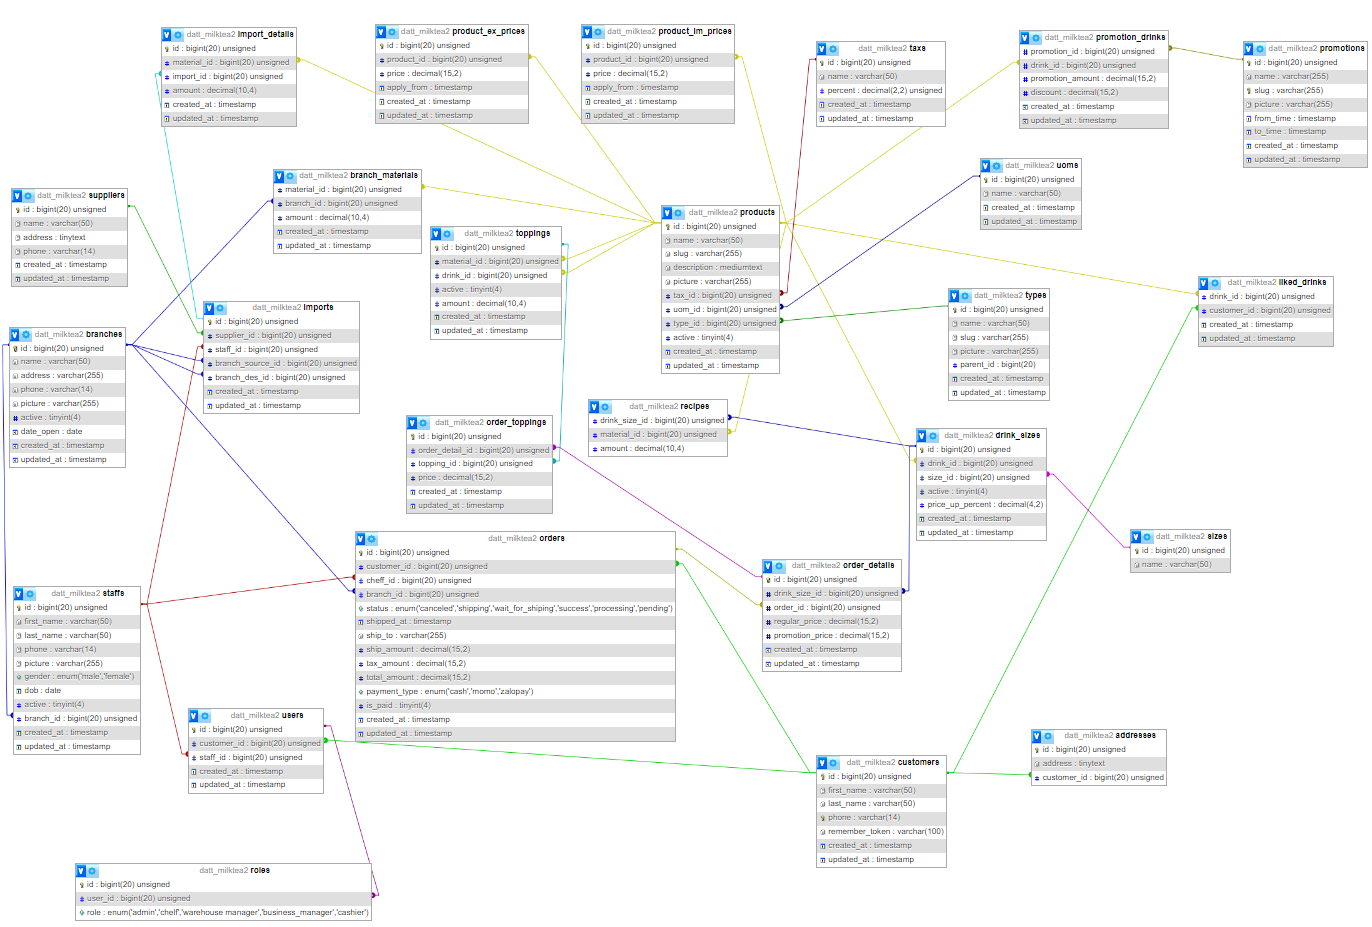 datt_milktea2 import_details
id : bigint(20) unsigned
material_id : bigint(20) unsigned
import_id : bigint(20) unsigned
amount : decimal(10,4)
created_at : timestamp
updated_at : timestamp
datt_milktea2 product_ex_prices
id : bigint(20) unsigned
product_id : bigint(20) unsigned
price : decimal(15,2)
apply_from : timestamp
created_at : timestamp
updated_at : timestamp
datt_milktea2 product_im_prices
id : bigint(20) unsigned
product_id : bigint(20) unsigned
price : decimal(15,2)
apply_from : timestamp
created_at : timestamp
updated_at : timestamp
datt_milktea2 taxs
id : bigint(20) unsigned
name : varchar(50)
percent : decimal(2,2) unsigned
created_at : timestamp
updated_at : timestamp
datt_milktea2 promotion_drinks
promotion_id : bigint(20) unsigned
drink_id : bigint(20) unsigned
promotion_amount : decimal(15,2)
discount : decimal(15,2)
created_at : timestamp
updated_at : timestamp
datt_milktea2 promotions
id : bigint(20) unsigned
name : varchar(255)
slug : varchar(255)
picture : varchar(255)
from_time : timestamp
to_time : timestamp
created_at : timestamp
updated_at : timestamp
datt_milktea2 suppliers
id : bigint(20) unsigned
name : varchar(50)
address : tinytext
phone : varchar(14)
created_at : timestamp
updated_at : timestamp
datt_milktea2 branch_materials
material_id : bigint(20) unsigned
branch_id : bigint(20) unsigned
amount : decimal(10,4)
created_at : timestamp
updated_at : timestamp
datt_milktea2 toppings
id : bigint(20) unsigned
material_id : bigint(20) unsigned
drink_id : bigint(20) unsigned
active : tinyint(4)
amount : decimal(10,4)
created_at : timestamp
updated_at : timestamp
datt_milktea2 products
id : bigint(20) unsigned
name : varchar(50)
slug : varchar(255)
description : mediumtext
picture : varchar(255)
tax_id : bigint(20) unsigned
uom_id : bigint(20) unsigned
type_id : bigint(20) unsigned
active : tinyint(4)
created_at : timestamp
updated_at : timestamp
datt_milktea2 uoms
id : bigint(20) unsigned
name : varchar(50)
created_at : timestamp
updated_at : timestamp
datt_milktea2 types
id : bigint(20) unsigned
name : varchar(50)
slug : varchar(255)
picture : varchar(255)
parent_id : bigint(20)
created_at : timestamp
updated_at : timestamp
datt_milktea2 liked_drinks
drink_id : bigint(20) unsigned
customer_id : bigint(20) unsigned
created_at : timestamp
updated_at : timestamp
datt_milktea2 branches
id : bigint(20) unsigned
name : varchar(50)
address : varchar(255)
phone : varchar(14)
picture : varchar(255)
active : tinyint(4)
date_open : date
created_at : timestamp
updated_at : timestamp
datt_milktea2 imports
id : bigint(20) unsigned
supplier_id : bigint(20) unsigned
staff_id : bigint(20) unsigned
branch_source_id : bigint(20) unsigned
branch_des_id : bigint(20) unsigned
created_at : timestamp
updated_at : timestamp
datt_milktea2 order_toppings
id : bigint(20) unsigned
order_detail_id : bigint(20) unsigned
topping_id : bigint(20) unsigned
price : decimal(15,2)
created_at : timestamp
updated_at : timestamp
datt_milktea2 recipes
drink_size_id : bigint(20) unsigned
material_id : bigint(20) unsigned
amount : decimal(10,4)
datt_milktea2 drink_sizes
id : bigint(20) unsigned
drink_id : bigint(20) unsigned
size_id : bigint(20) unsigned
active : tinyint(4)
price_up_percent : decimal(4,2)
created_at : timestamp
updated_at : timestamp
datt_milktea2 sizes
id : bigint(20) unsigned
name : varchar(50)
datt_milktea2 orders
id : bigint(20) unsigned
customer_id : bigint(20) unsigned
cheff_id : bigint(20) unsigned
branch_id : bigint(20) unsigned
status : enum('canceled','shipping','wait_for_shiping','success','processing','pending')
shipped_at : timestamp
ship_to : varchar(255)
ship_amount : decimal(15,2)
tax_amount : decimal(15,2)
total_amount : decimal(15,2)
payment_type : enum('cash','momo','zalopay')
is_paid : tinyint(4)
created_at : timestamp
updated_at : timestamp
datt_milktea2 order_details
id : bigint(20) unsigned
drink_size_id : bigint(20) unsigned
order_id : bigint(20) unsigned
regular_price : decimal(15,2)
promotion_price : decimal(15,2)
created_at : timestamp
updated_at : timestamp
datt_milktea2 staffs
id : bigint(20) unsigned
first_name : varchar(50)
last_name : varchar(50)
phone : varchar(14)
picture : varchar(255)
gender : enum('male','female')
dob : date
active : tinyint(4)
branch_id : bigint(20) unsigned
created_at : timestamp
updated_at : timestamp
datt_milktea2 users
id : bigint(20) unsigned
customer_id : bigint(20) unsigned
staff_id : bigint(20) unsigned
created_at : timestamp
updated_at : timestamp
datt_milktea2 customers
id : bigint(20) unsigned
first_name : varchar(50)
last_name : varchar(50)
phone : varchar(14)
remember_token : varchar(100)
created_at : timestamp
updated_at : timestamp
datt_milktea2 addresses
id : bigint(20) unsigned
address : tinytext
customer_id : bigint(20) unsigned
datt_milktea2 roles
id : bigint(20) unsigned
user_id : bigint(20) unsigned
role : enum('admin','cheff','warehouse manager','business_manager','cashier')